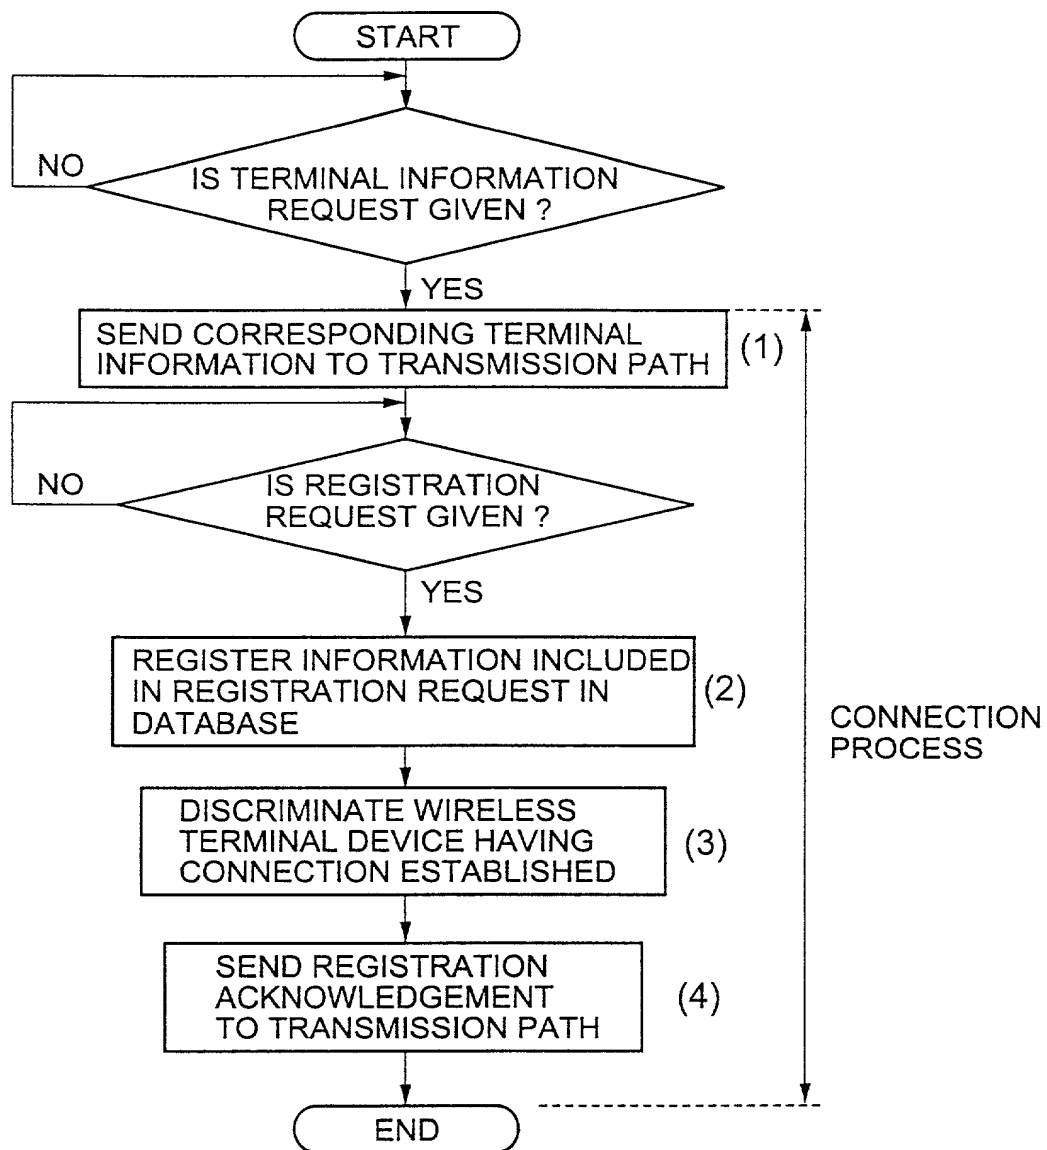 START
NO
IS TERMINAL INFORMATION
REQUEST GIVEN ?
YES
SEND CORRESPONDING TERMINAL
INFORMATION TO TRANSMISSION PATH
(1)
NO
IS REGISTRATION
REQUEST GIVEN ?
YES
REGISTER INFORMATION INCLUDED
IN REGISTRATION REQUEST IN
DATABASE
(2)
CONNECTION
PROCESS
DISCRIMINATE WIRELESS
TERMINAL DEVICE HAVING
CONNECTION ESTABLISHED
(3)
SEND REGISTRATION
ACKNOWLEDGEMENT
TO TRANSMISSION PATH
(4)
END